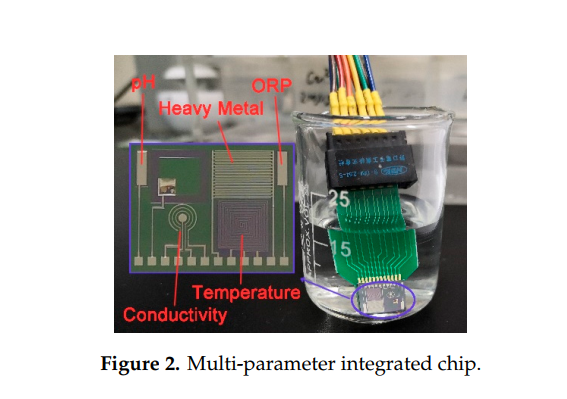 pH
ORP
Heavy Metal
25
15
Temperature
Conductivity
Figure 2. Multi-parameter integrated chip.